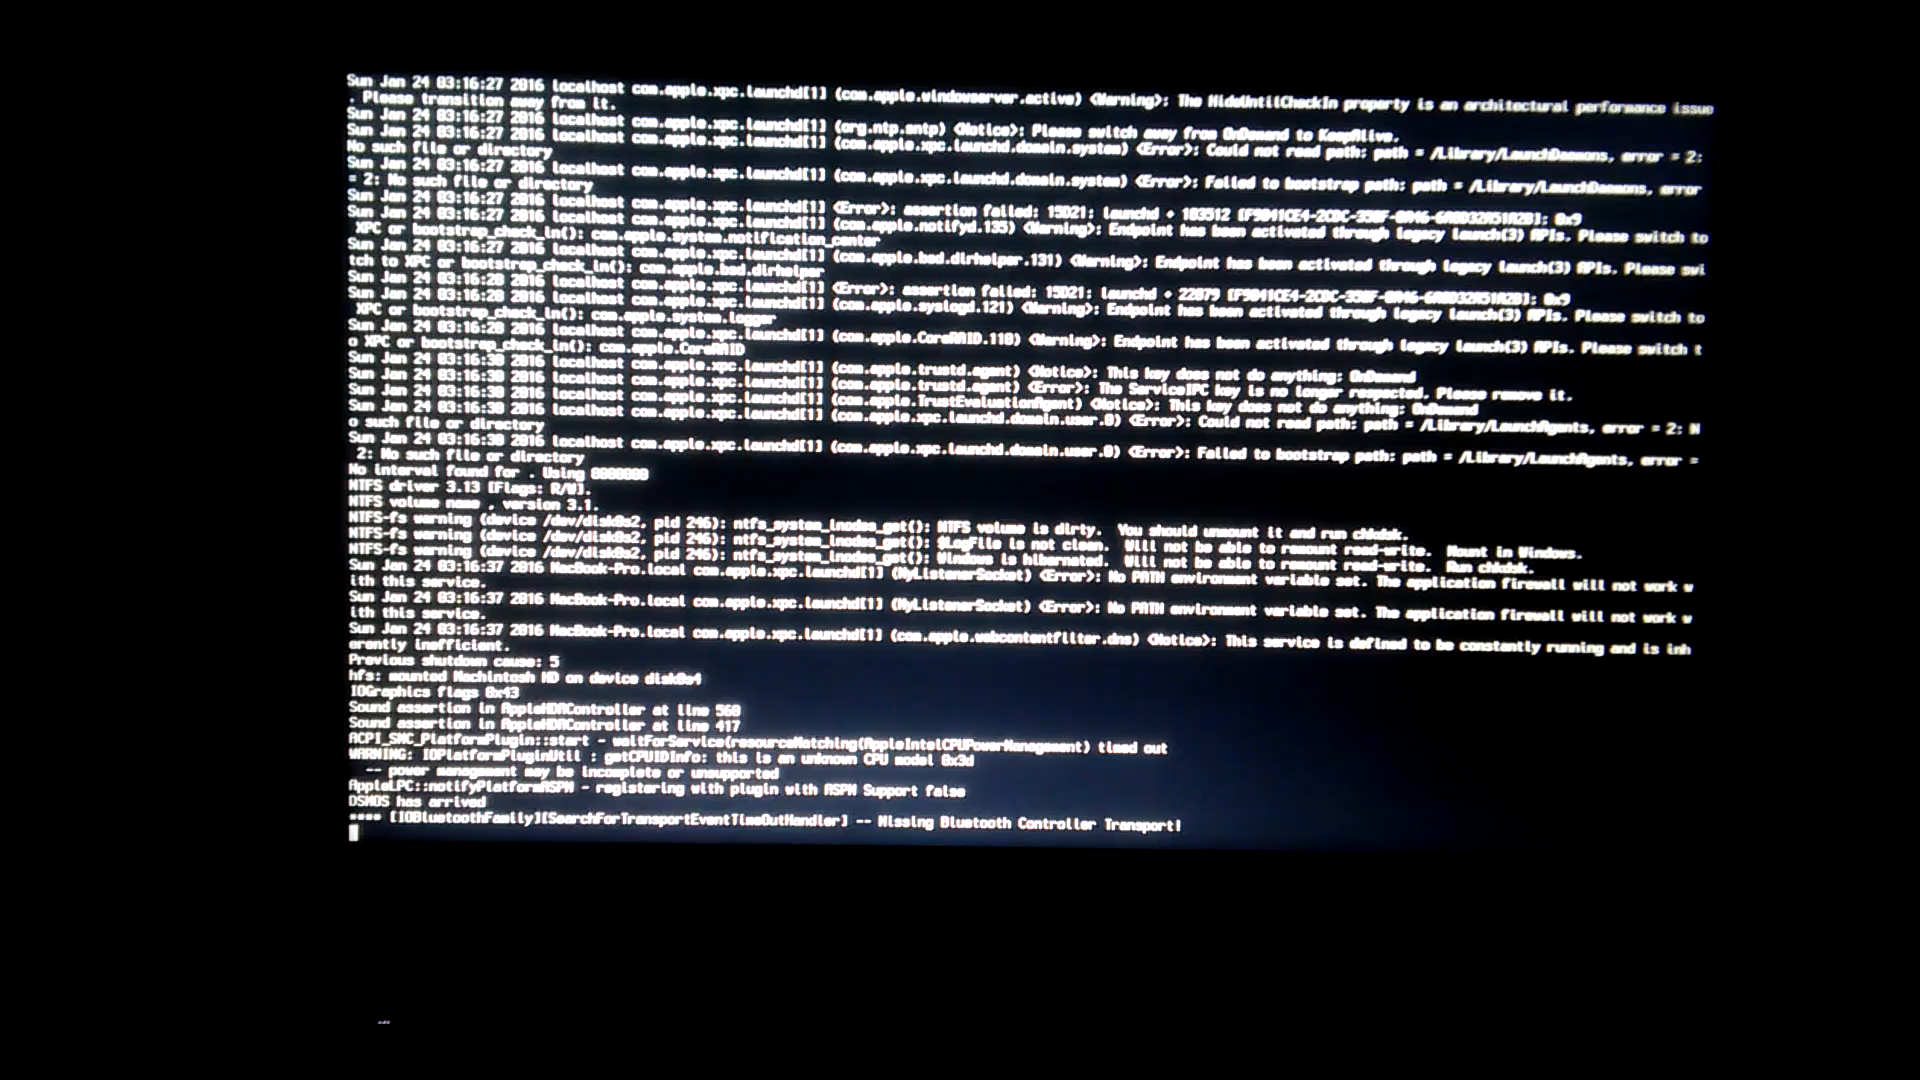 Sun Jan 24 03:16:27 2016 localhost com.apple.xpc.launchd[1] (com.apple.windowserver.active) <Warning>: The HideUntilCheckIn property is an architectural performance issue
. Please transition away from it.
Sun Jan 24 03:16:27 2016 localhost com.apple.xpc.launchd[1] (org.ntp.sntp) <Notice>: Please switch away from OnDemand to KeepAlive.
Sun Jan 24 03:16:27 2016 localhost com.apple.xpc.launchd[1] (com.apple.xpc.launchd.domain.system) <Error>: Could not read path: path = /Library/LaunchDaemons, error = 2:
No such file or directory
Sun Jan 24 03:16:27 2016 localhost com.apple.xpc.launchd[1] (com.apple.xpc.launchd.domain.system) <Error>: Failed to bootstrap path: path = /Library/LaunchDaemons, error
= 2: No such file or directory
Sun Jan 24 03:16:27 2016 localhost com.apple.xpc.launchd[1] <Error>: assertion failed: 15D21: launchd + 103512 : 0x9
Sun Jan 24 03:16:27 2016 localhost com.apple.xpc.launchd[1] (com.apple.notifyd.135) <Warning>: Endpoint has been activated through legacy launch(3) APIs. Please switch to
XPC or bootstrap_check_in(): com.apple.system.notification_center
Sun Jan 24 03:16:27 2016 localhost com.apple.xpc.launchd[1] (com.apple.bsd.dirhelper.131) <Warning>: Endpoint has been activated through legacy launch(3) APIs. Please swi
tch to XPC or bootstrap_check_in(): com.apple.bsd.dirhelper
Sun Jan 24 03:16:28 2016 localhost com.apple.xpc.launchd[1] <Error>: assertion failed: 15D21: launchd + 22879 : 0x9
Sun Jan 24 03:16:28 2016 localhost com.apple.xpc.launchd[1] (com.apple.syslogd.121) <Warning>: Endpoint has been activated through legacy launch(3) APIs. Please switch to
XPC or bootstrap_check_in(): com.apple.system.logger
Sun Jan 24 03:16:28 2016 localhost com.apple.xpc.launchd[1] (com.apple.CoreRAID.118) <Warning>: Endpoint has been activated through legacy launch(3) APIs. Please switch t
o XPC or bootstrap_check_in(): com.apple.CoreRAID
Sun Jan 24 03:16:30 2016 localhost com.apple.xpc.launchd[1] (com.apple.trustd.agent) <Notice>: This key does not do anything: OnDemand
Sun Jan 24 03:16:30 2016 localhost com.apple.xpc.launchd[1] (com.apple.trustd.agent) <Error>: The ServiceIPC key is no longer respected. Please remove it.
Sun Jan 24 03:16:30 2016 localhost com.apple.xpc.launchd[1] (com.apple.TrustEvaluationAgent) <Notice>: This key does not do anything: OnDemand
Sun Jan 24 03:16:30 2016 localhost com.apple.xpc.launchd[1] (com.apple.xpc.launchd.domain.user.0) <Error>: Could not read path: path = /Library/LaunchAgents, error = 2: N
o such file or directory
Sun Jan 24 03:16:30 2016 localhost com.apple.xpc.launchd[1] (com.apple.xpc.launchd.domain.user.0) <Error>: Failed to bootstrap path: path = /Library/LaunchAgents, error =
2: No such file or directory
No interval found for . Using 8000000
NTFS driver 3.13 [Flags: R/W].
NTFS volume name , version 3.1.
NTFS-fs warning (device /dev/disk0s2, pid 246): ntfs_system_inodes_get(): NTFS volume is dirty. You should unmount it and run chkdsk.
NTFS-fs warning (device /dev/disk0s2, pid 246): ntfs_system_inodes_get(): $LogFile is not clean. Will not be able to remount read-write. Mount in Windows.
NTFS-fs warning (device /dev/disk0s2, pid 246): ntfs_system_inodes_get(): Windows is hibernated. Will not be able to remount read-write. Run chkdsk.
Sun Jan 24 03:16:37 2016 MacBook-Pro.local com.apple.xpc.launchd[1] (MyListenerSocket) <Error>: No PATH environment variable set. The application firewall will not work w
ith this service.
Sun Jan 24 03:16:37 2016 MacBook-Pro.local com.apple.xpc.launchd[1] (MyListenerSocket) <Error>: No PATH environment variable set. The application firewall will not work w
ith this service.
Sun Jan 24 03:16:37 2016 MacBook-Pro.local com.apple.xpc.launchd[1] (com.apple.webcontentfilter.dns) <Notice>: This service is defined to be constantly running and is inh
erently inefficient.
Previous shutdown cause: 5
hfs: mounted Machintosh HD on device disk0s4
IOGraphics flags 0x43
Sound assertion in AppleHDAController at line 568
Sound assertion in AppleHDAController at line 417
ACPI_SMC_PlatformPlugin::start - waitForService(resourceMatching(AppleIntelCPUPowerManagement) timed out
WARNING: IOPlatformPluginUtil : getCPUIDInfo: this is an unknown CPU model 0x3d
-- power management may be incomplete or unsupported
AppleLPC::notifyPlatformASPM - registering with plugin with ASPM Support false
DSMOS has arrived
**** [IOBluetoothFamily][SearchForTransportEventTimeOutHandler] -- Missing Bluetooth Controller Transport!